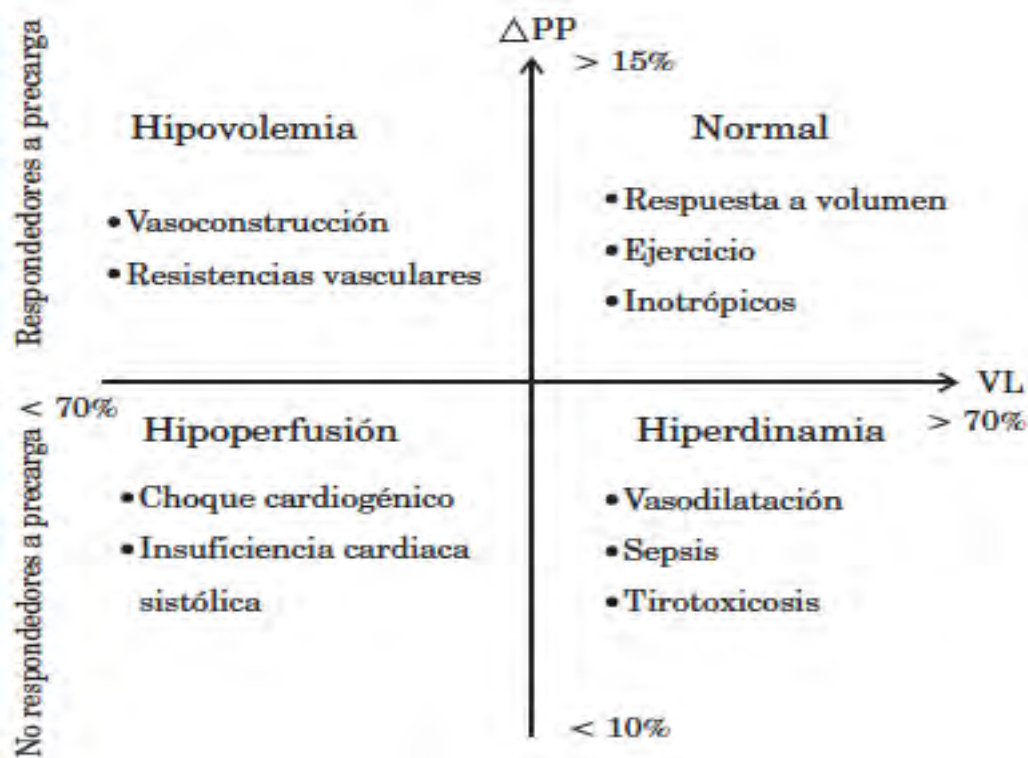 △PP
> 15%
Respondedores a precarga
Hipovolemia
•Vasoconstrucción
•Resistencias vasculares
Normal
•Respuesta a volumen
•Ejercicio
•Inotrópicos
VL
> 70%
< 70%
No respondedores a precarga
Hipoperfusión
•Choque cardiogénico
•Insuficiencia cardiaca
sistólica
Hiperdinamia
•Vasodilatación
•Sepsis
•Tirotoxicosis
< 10%